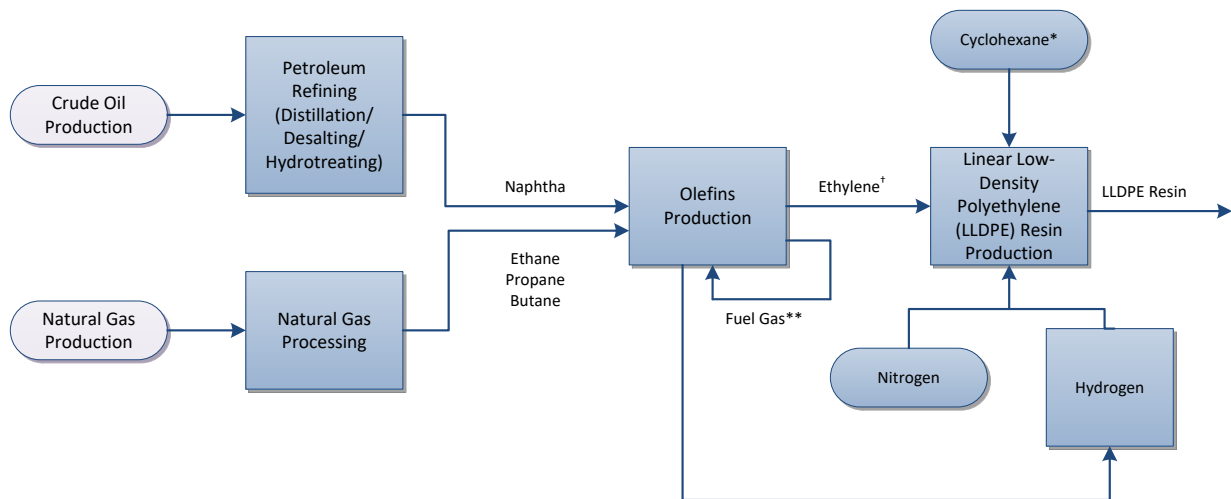 Crude Oil
Production
Petroleum
Refining
(Distillation/
Desalting/
Hydrotreating)
Natural Gas
Production
Natural Gas
Processing
Naphtha
Ethane
Propane
Butane
Olefins
Production
Fuel Gas**
Ethylene†
Cyclohexane*
Linear Low-
Density
Polyethylene
(LLDPE) Resin
Production
LLDPE Resin
Nitrogen
Hydrogen